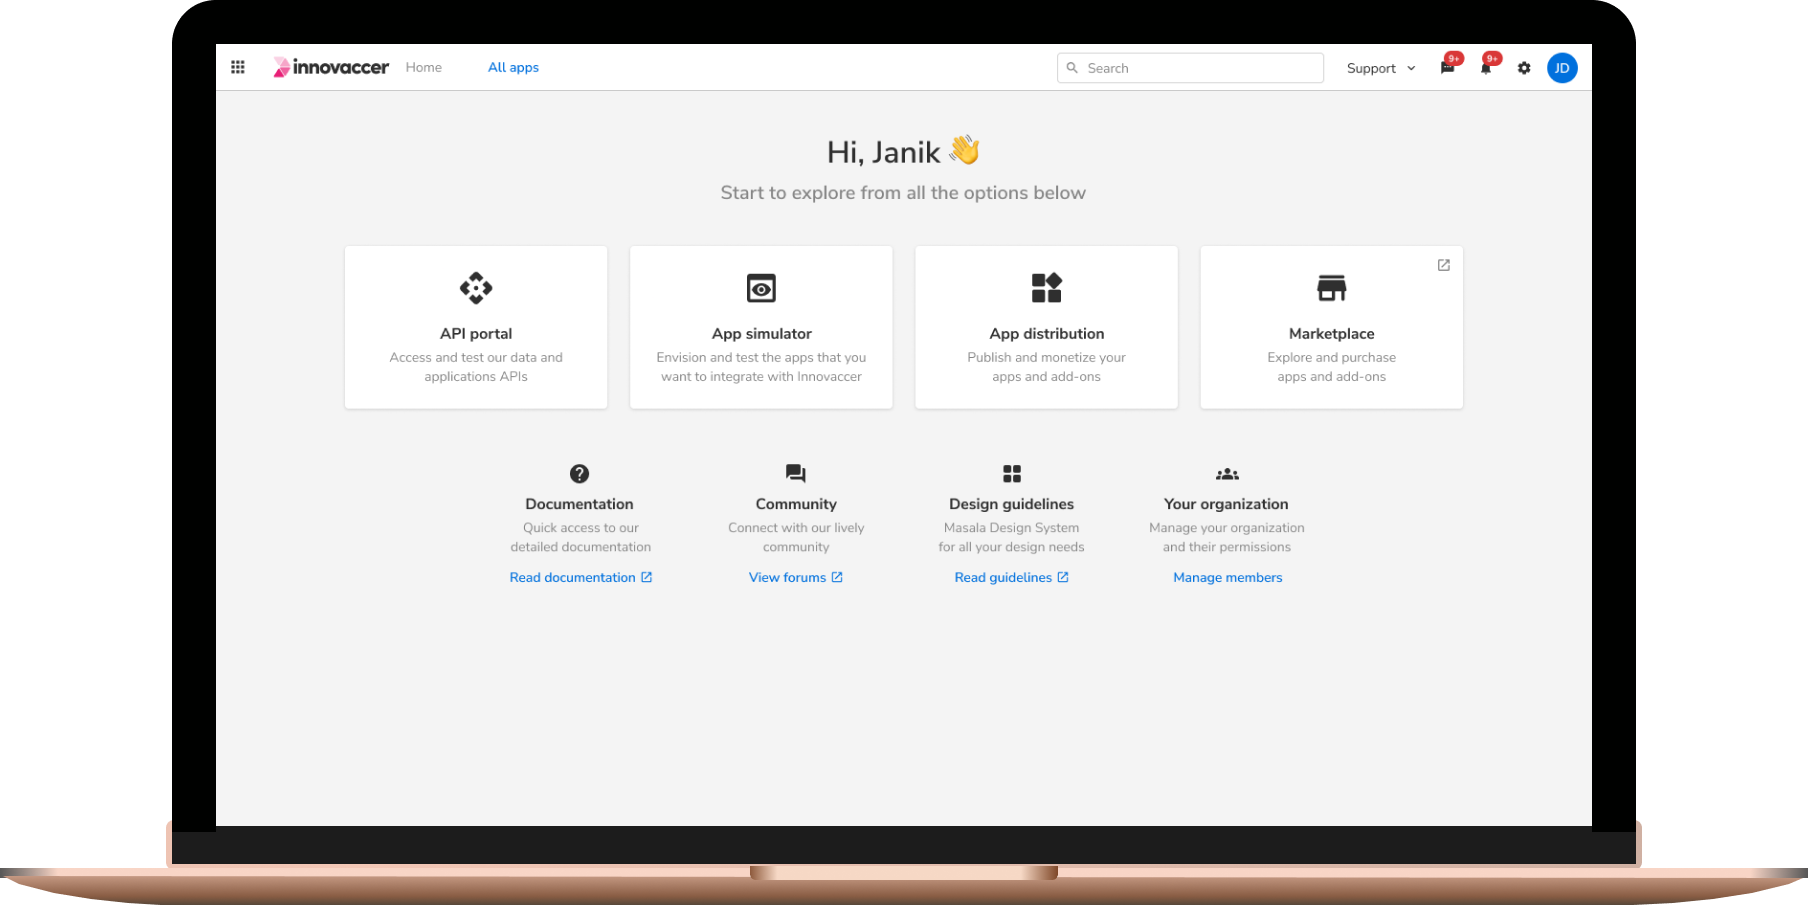 innovaccer Home All apps Search Support 9+ 9+ JD
Hi, Janik 👋
Start to explore from all the options below
API portal
Access and test our data and
applications APIs
App simulator
Envision and test the apps that you
want to integrate with Innovaccer
App distribution
Publish and monetize your
apps and add-ons
Marketplace
Explore and purchase
apps and add-ons
Documentation
Quick access to our
detailed documentation
Read documentation
Community
Connect with our lively
community
View forums
Design guidelines
Masala Design System
for all your design needs
Read guidelines
Your organization
Manage your organization
and their permissions
Manage members